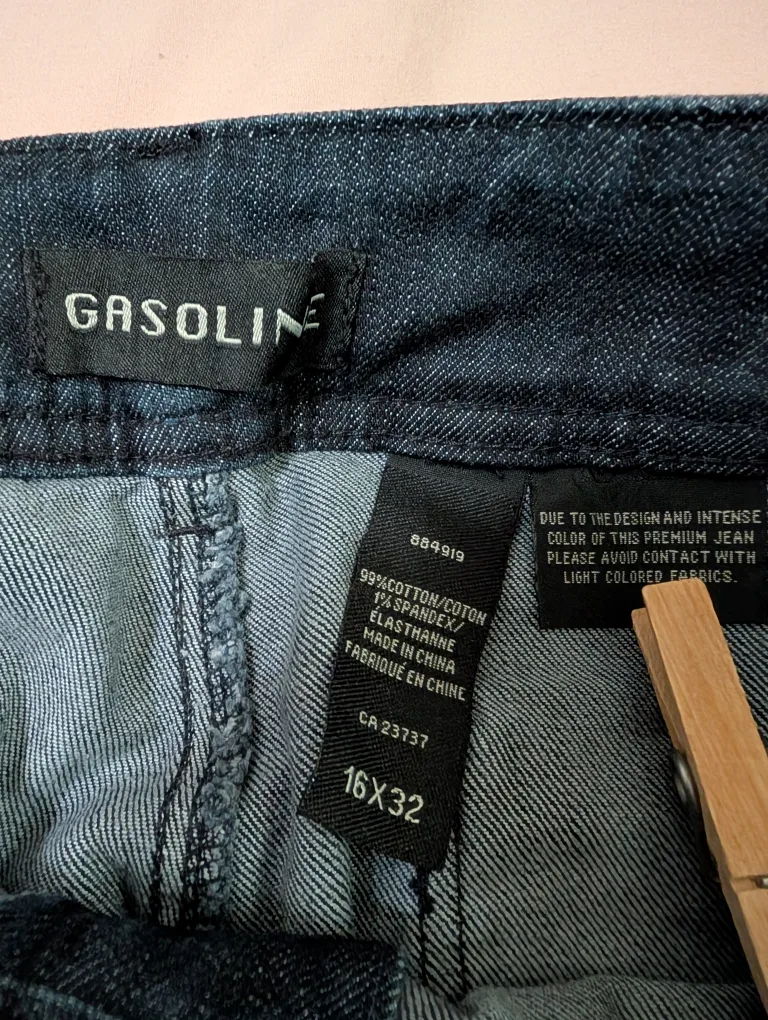 GASOLINE
884919
99%COTTON/COTON
1% SPANDEX/
ÉLASTHANNE
MADE IN CHINA
FABRIQUÉ EN CHINE
CA 23737
16X32
DUE TO THE DESIGN AND INTENSE
COLOR OF THIS PREMIUM JEAN
PLEASE AVOID CONTACT WITH
LIGHT COLORED FABRICS.